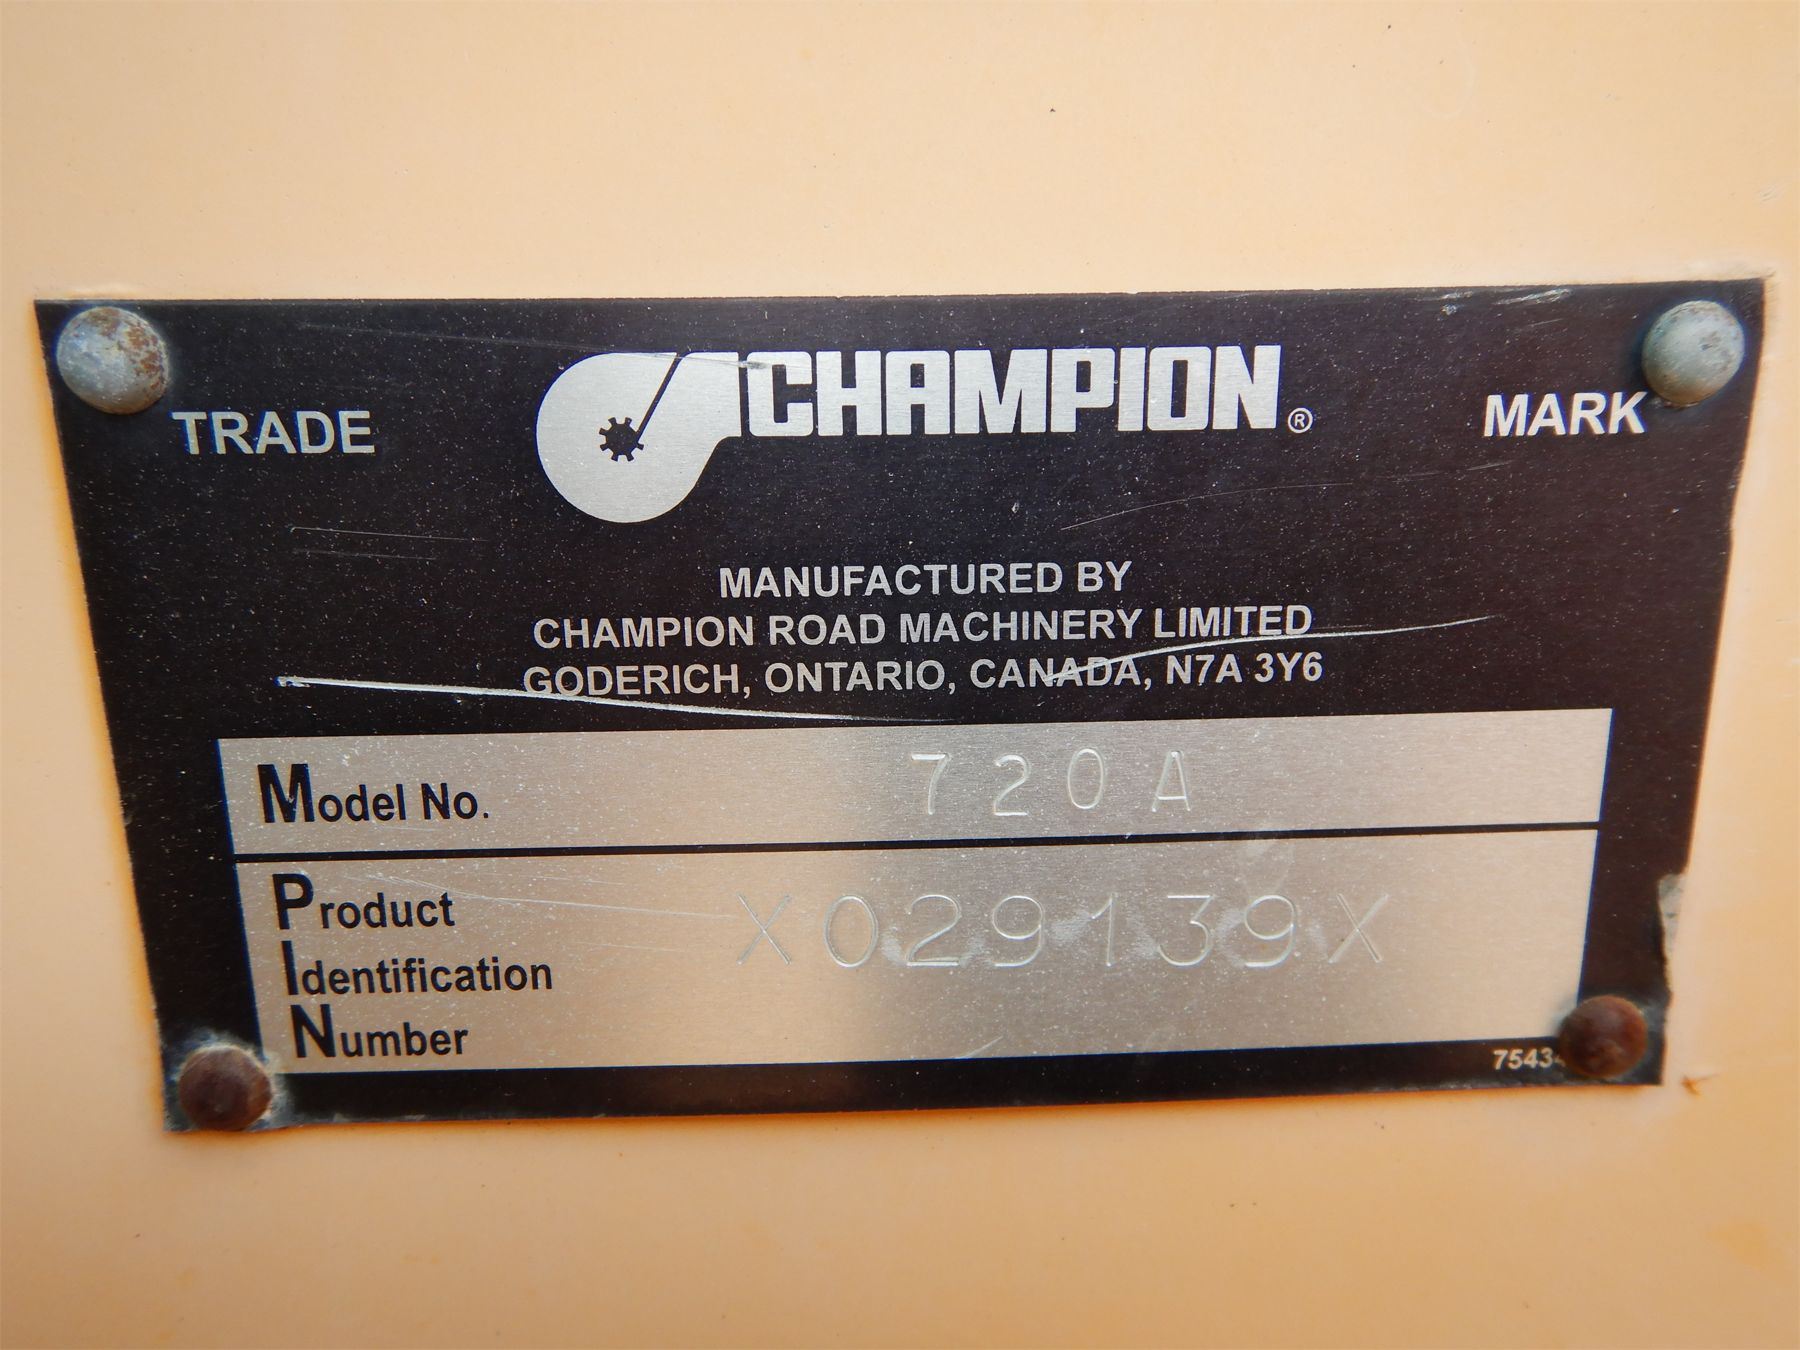 TRADE CHAMPION® MARK
MANUFACTURED BY
CHAMPION ROAD MACHINERY LIMITED
GODERICH, ONTARIO, CANADA, N7A 3Y6
Model No. 720A
Product
Identification
Number
X029139X